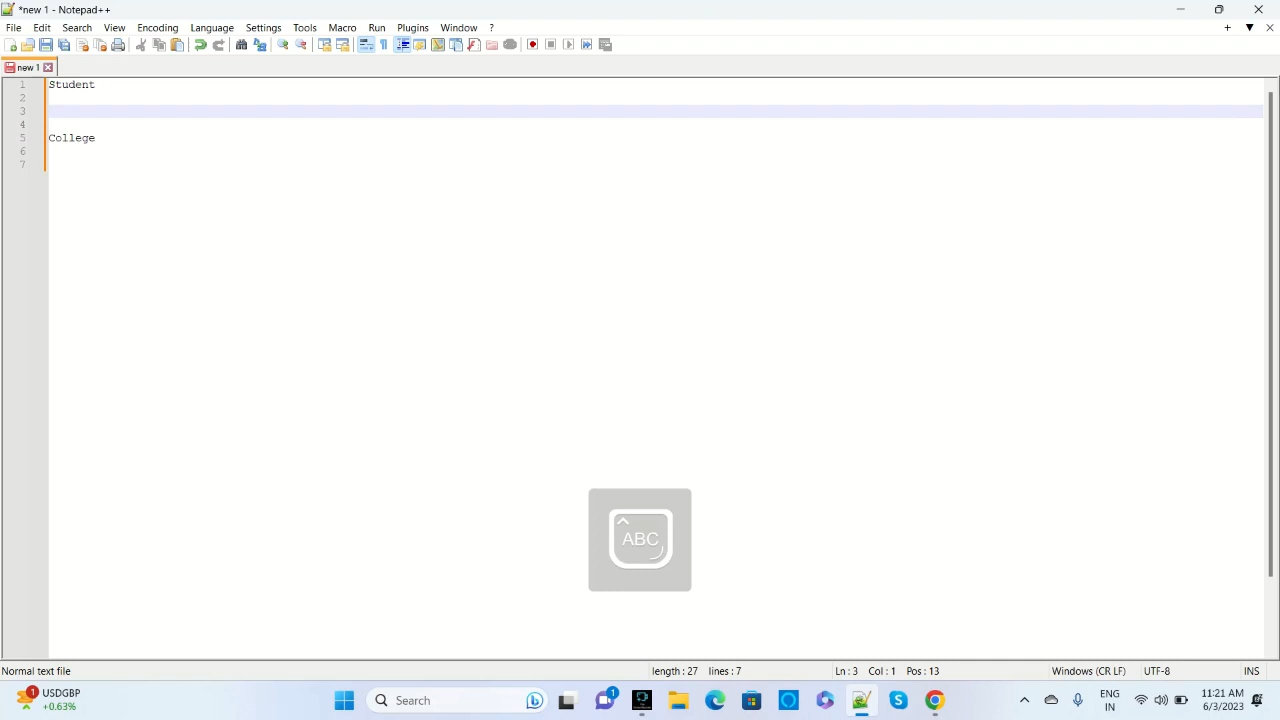 *new 1 - Notepad++
File Edit Search View Encoding Language Settings Tools Macro Run Plugins Window ?
new 1
1 Student
2
3
4
5 College
6
7
ABC
Normal text file length : 27 lines : 7 Ln : 3 Col : 1 Pos : 13 Windows (CR LF) UTF-8 INS
1 USDGBP
+0.63%
Search
1
ENG
IN
11:21 AM
6/3/2023